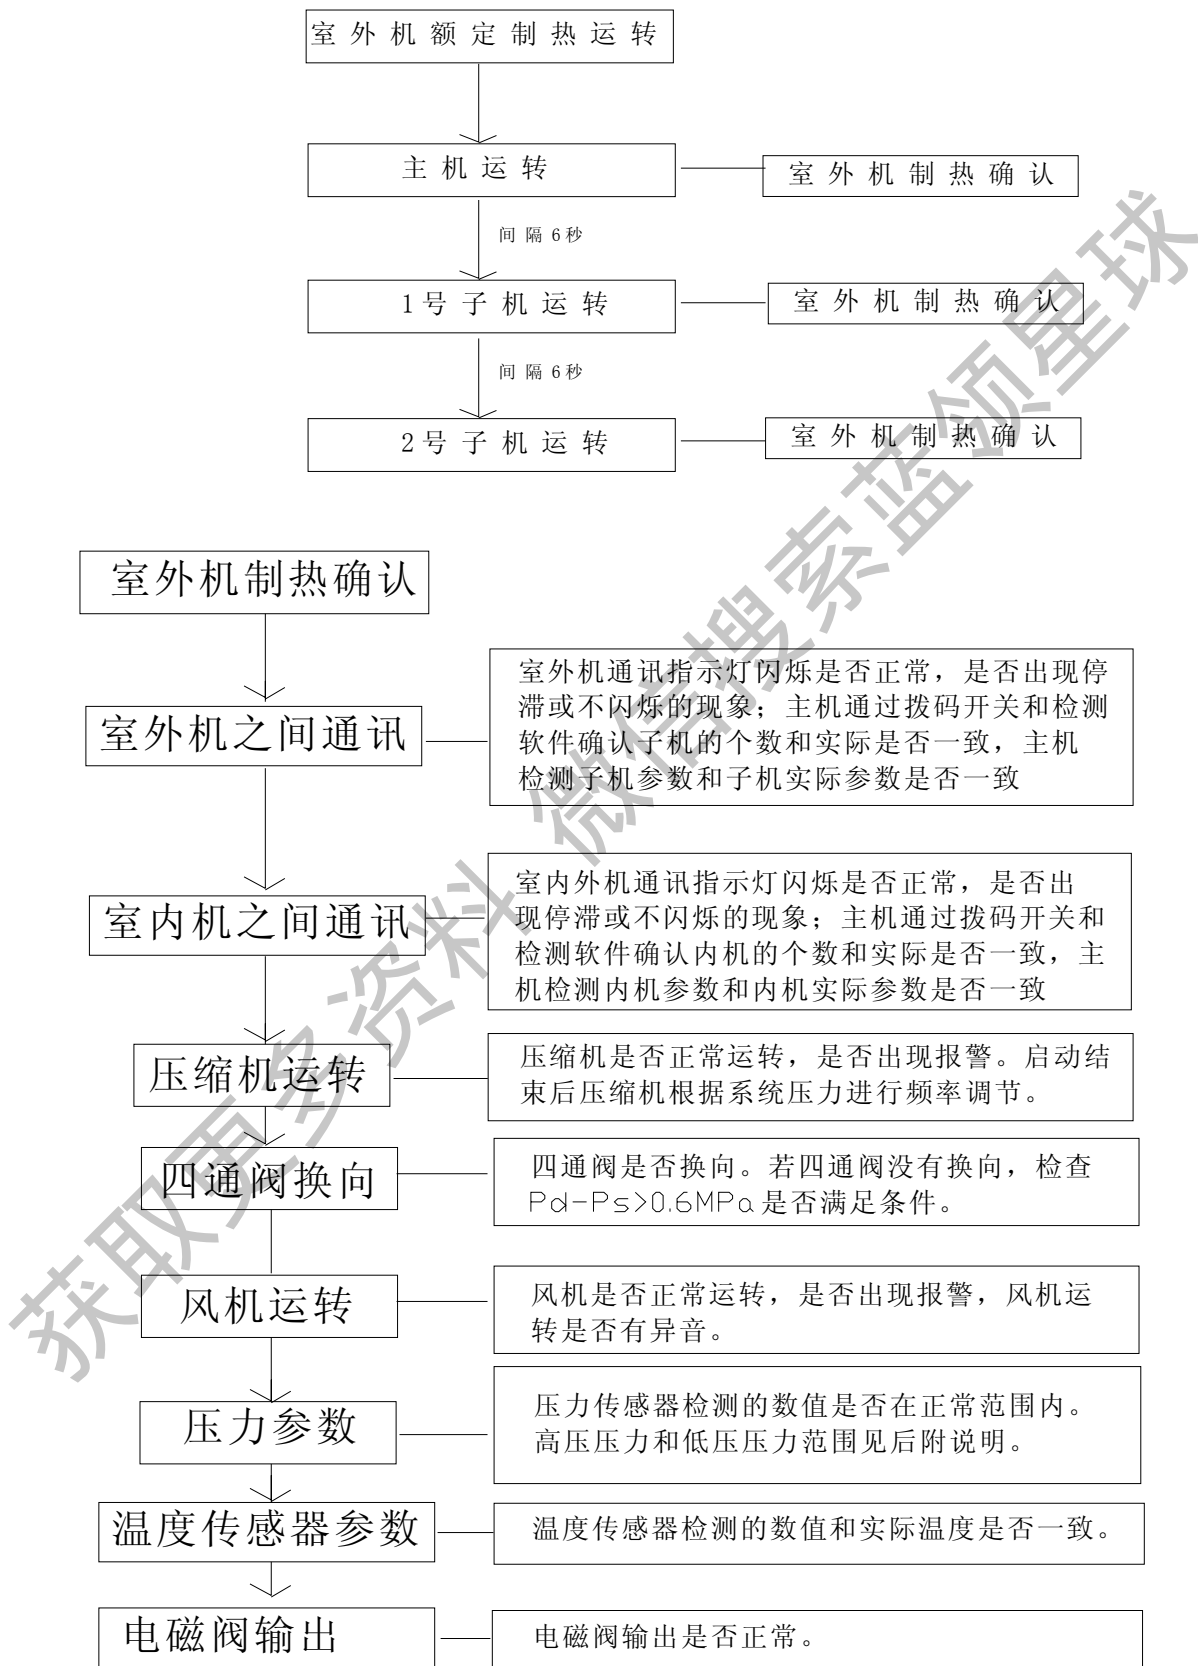 室外机额定制热运转
主机运转
室外机制热确认
间隔6秒
1号子机运转
室外机制热确认
间隔6秒
2号子机运转
室外机制热确认
室外机制热确认
室外机之间通讯
室外机通讯指示灯闪烁是否正常，是否出现停
滞或不闪烁的现象；主机通过拨码开关和检测
软件确认子机的个数和实际是否一致，主机
检测子机参数和子机实际参数是否一致
室内机之间通讯
室内外机通讯指示灯闪烁是否正常，是否出
现停滞或不闪烁的现象；主机通过拨码开关和
检测软件确认内机的个数和实际是否一致，主
机检测内机参数和内机实际参数是否一致
压缩机运转
压缩机是否正常运转，是否出现报警。启动结
束后压缩机根据系统压力进行频率调节。
四通阀换向
四通阀是否换向。若四通阀没有换向，检查
Pd-Ps>0.6MPa是否满足条件。
风机运转
风机是否正常运转，是否出现报警，风机运
转是否有异音。
压力参数
压力传感器检测的数值是否在正常范围内。
高压压力和低压压力范围见后附说明。
温度传感器参数
温度传感器检测的数值和实际温度是否一致。
电磁阀输出
电磁阀输出是否正常。
获取更多资料 微信搜索蓝领星球